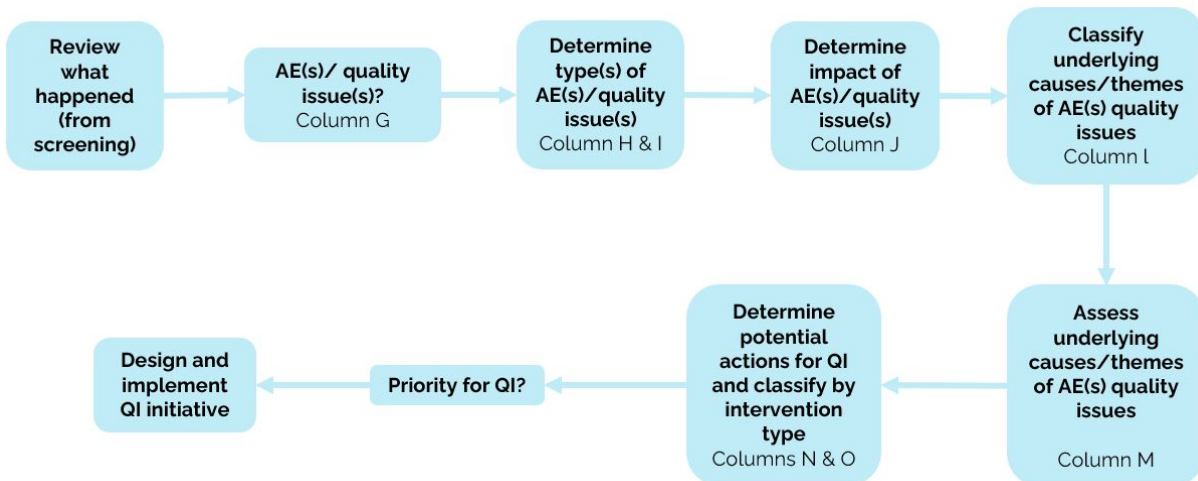 Review
what
happened
(from
screening)
AE(s)/ quality
issue(s)?
Column G
Determine
type(s) of
AE(s)/quality
issue(s)
Column H & I
Determine
impact of
AE(s)/quality
issue(s)
Column J
Classify
underlying
causes/themes
of AE(s) quality
issues
Column l
Assess
underlying
causes/themes
of AE(s) quality
issues
Column M
Determine
potential
actions for QI
and classify by
intervention
type
Columns N & O
Priority for QI?
Design and
implement
QI initiative